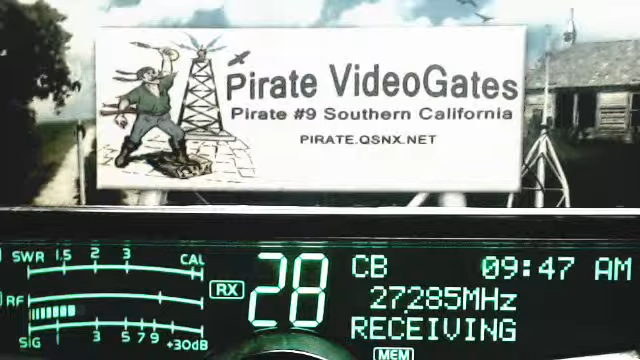 Pirate VideoGates
Pirate #9 Southern California
PIRATE.QSNX.NET
SWR 1,5 2 3 CAL
RX
28
CB 09:47 AM
27285MHz
RECEIVING
RF
SIG 3 5 7 9 +30dB
MEM